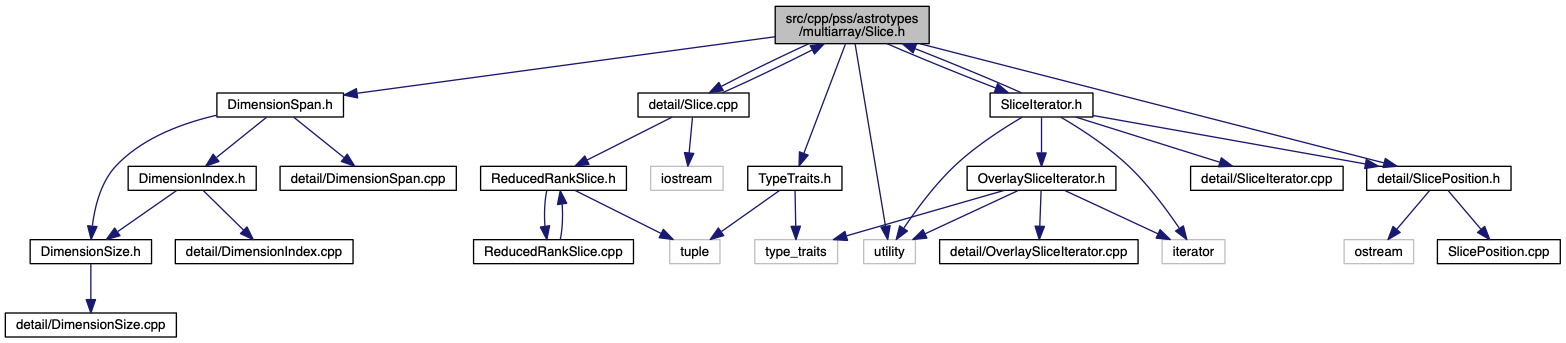 src/cpp/pss/astrotypes
/multiarray/Slice.h
DimensionSpan.h
detail/Slice.cpp
SliceIterator.h
DimensionIndex.h
detail/DimensionSpan.cpp
ReducedRankSlice.h
iostream
TypeTraits.h
OverlaySliceIterator.h
detail/SliceIterator.cpp
detail/SlicePosition.h
DimensionSize.h
detail/DimensionIndex.cpp
ReducedRankSlice.cpp
tuple
type_traits
utility
detail/OverlaySliceIterator.cpp
iterator
ostream
SlicePosition.cpp
detail/DimensionSize.cpp